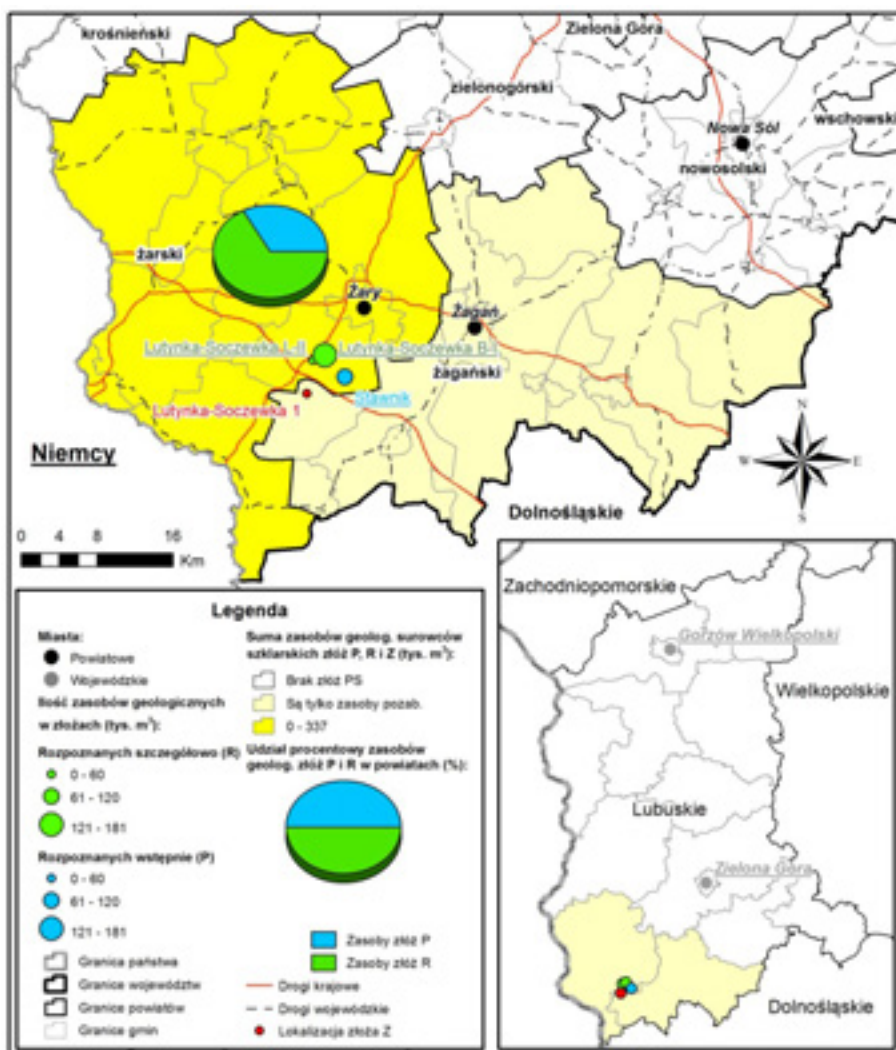 krośnieński
Zielona Góra
zielonogórski
wschowski
Nowa Sól
nowosolski
żarski
Żary
Żagań
Lutynka-Soczewka L-II
Lutynka-Soczewka B-I
żagański
Sławnik
Lutynka-Soczewka 1
Niemcy
N
W
E
S
Dolnośląskie
0 4 8 16
Km
Legenda
Miasta:
Powiatowe
Wojewódzkie
Ilość zasobów geologicznych
w złożach (tys. m³):
Rozpoznanych szczegółowo (R)
0 - 60
61 - 120
121 - 181
Rozpoznanych wstępnie (P)
0 - 60
61 - 120
121 - 181
Granica państwa
Granice województw
Granice powiatów
Granice gmin
Suma zasobów geolog. surowców
szklarskich złóż P, R i Z (tys. m³):
Brak złóż PS
Są tylko zasoby pozab.
0 - 337
Udział procentowy zasobów
geolog. złóż P i R w powiatach (%):
Zasoby złóż P
Zasoby złóż R
Drogi krajowe
Drogi wojewódzkie
Lokalizacja złoża Z
Zachodniopomorskie
Gorzów Wielkopolski
Wielkopolskie
Lubuskie
Zielona Góra
Dolnośląskie